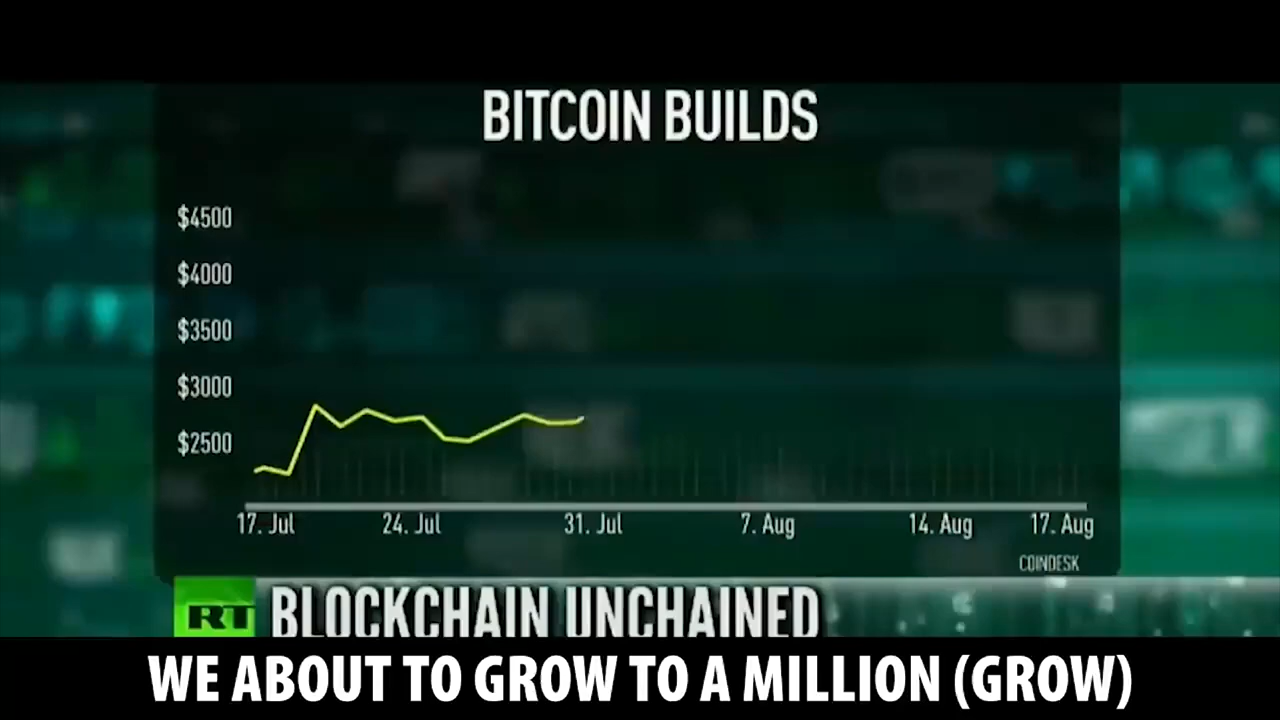 BITCOIN BUILDS
$4500
$4000
$3500
$3000
$2500
17. Jul 24. Jul 31. Jul 7. Aug 14. Aug 17. Aug
COINDESK
RT BLOCKCHAIN UNCHAINED
WE ABOUT TO GROW TO A MILLION (GROW)